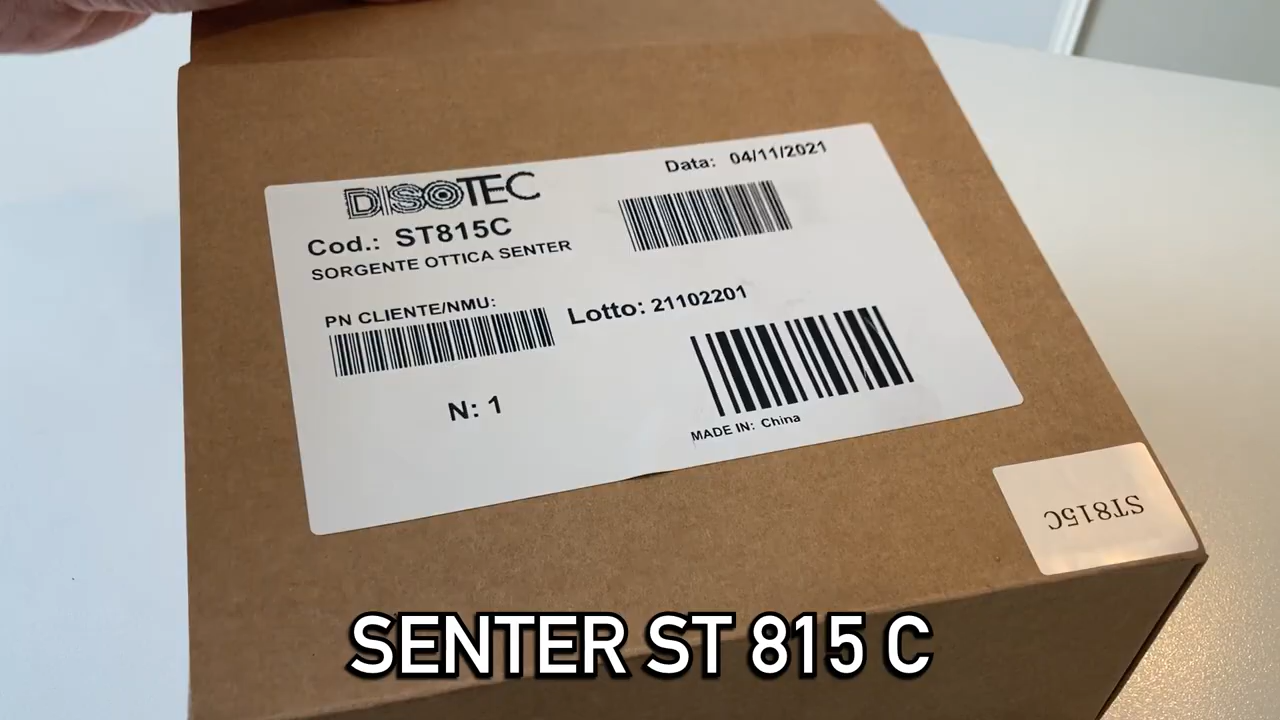 DISOTEC
Data: 04/11/2021
Cod.: ST815C
SORGENTE OTTICA SENTER
PN CLIENTE/NMU:
Lotto: 21102201
N: 1
MADE IN: China
ST815C
SENTER ST 815 C